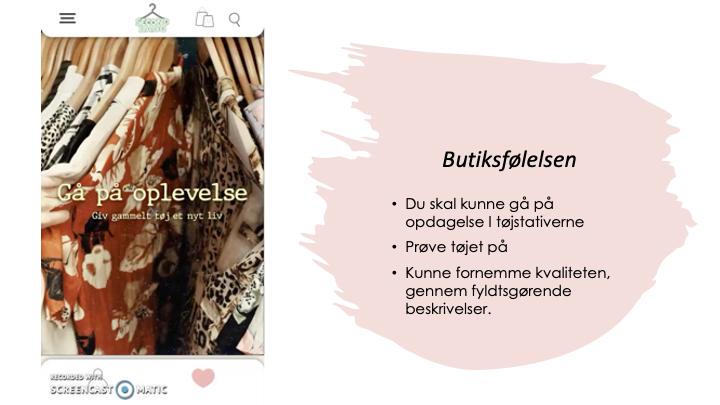 SECOND
Gå på oplevelse
Giv gammelt tøj et nyt liv
RECORDED WITH
SCREENCAST MATIC
Butiksfølelsen
• Du skal kunne gå på
opdagelse I tøjstativerne
• Prøve tøjet på
• Kunne fornemme kvaliteten,
gennem fyldtsgørende
beskrivelser.